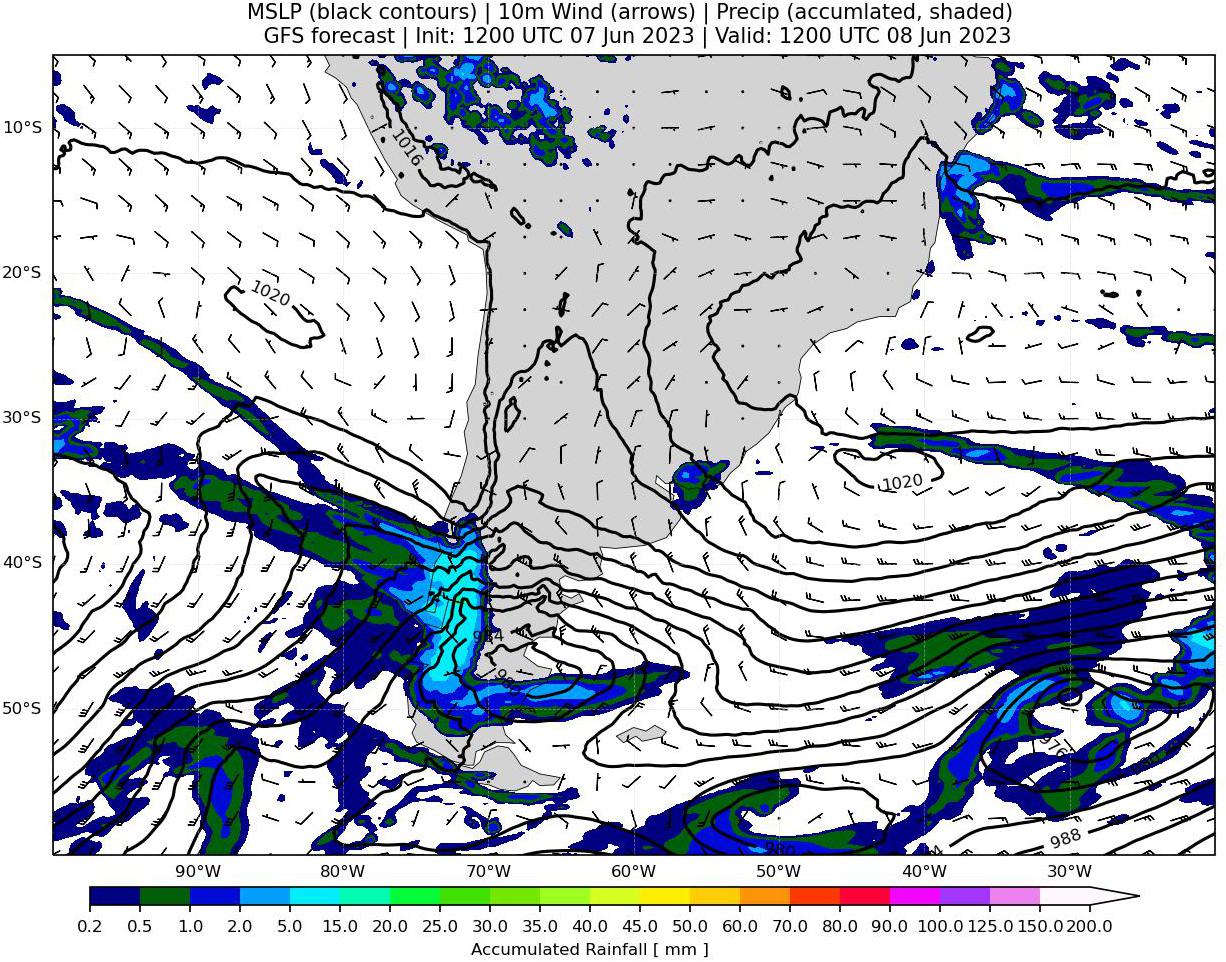 MSLP (black contours) | 10m Wind (arrows) | Precip (accumlated, shaded)
GFS forecast | Init: 1200 UTC 07 Jun 2023 | Valid: 1200 UTC 08 Jun 2023
10°S
1016
20°S
1020
30°S
1020
40°S
984
980
50°S
976
988
980
90°W 80°W 70°W 60°W 50°W 40°W 30°W
0.2 0.5 1.0 2.0 5.0 15.0 20.0 25.0 30.0 35.0 40.0 45.0 50.0 60.0 70.0 80.0 90.0 100.0 125.0 150.0 200.0
Accumulated Rainfall [ mm ]